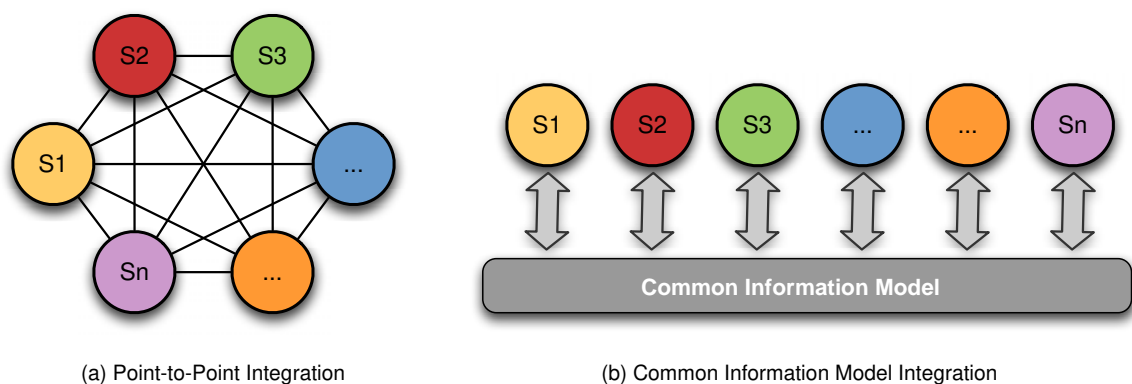 S2 S3
S1 ...
Sn ...
(a) Point-to-Point Integration
S1 S2 S3 ... ... Sn
Common Information Model
(b) Common Information Model Integration